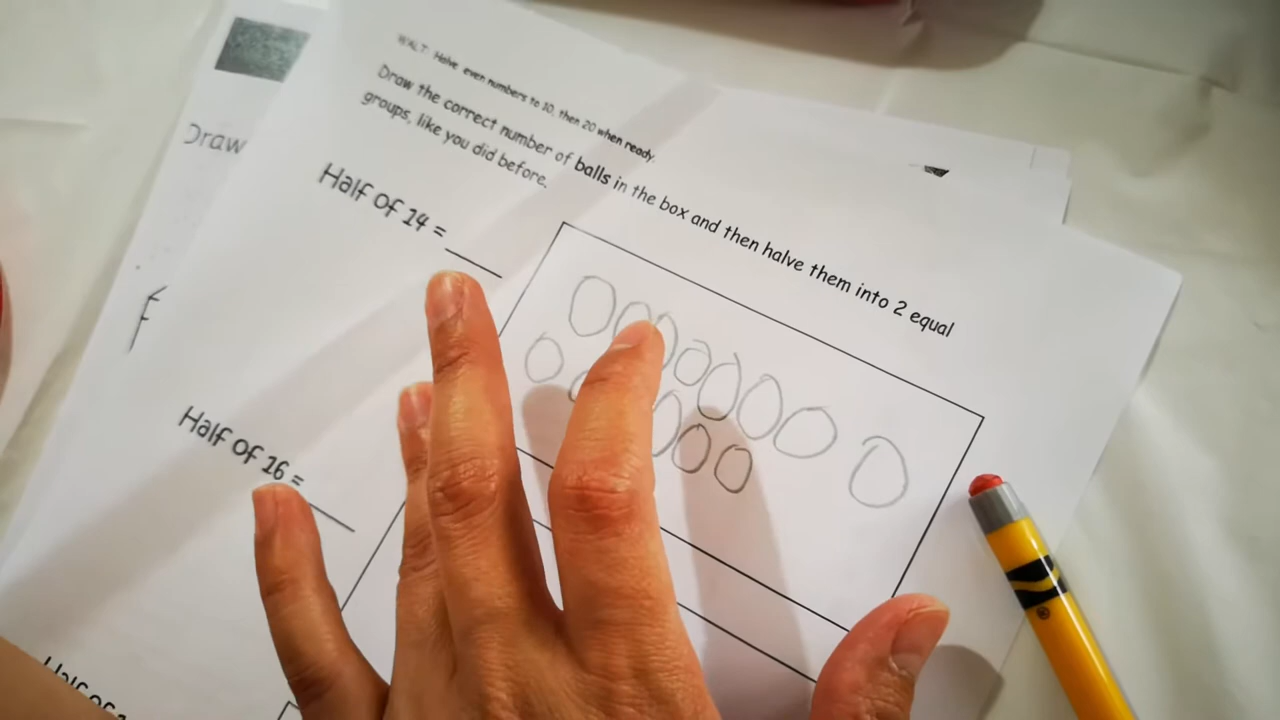 WALT: Halve even numbers to 10, then 20 when ready.
Draw the correct number of balls in the box and then halve them into 2 equal
groups, like you did before.
Half of 14 =
Half of 16 =
Half of
Draw